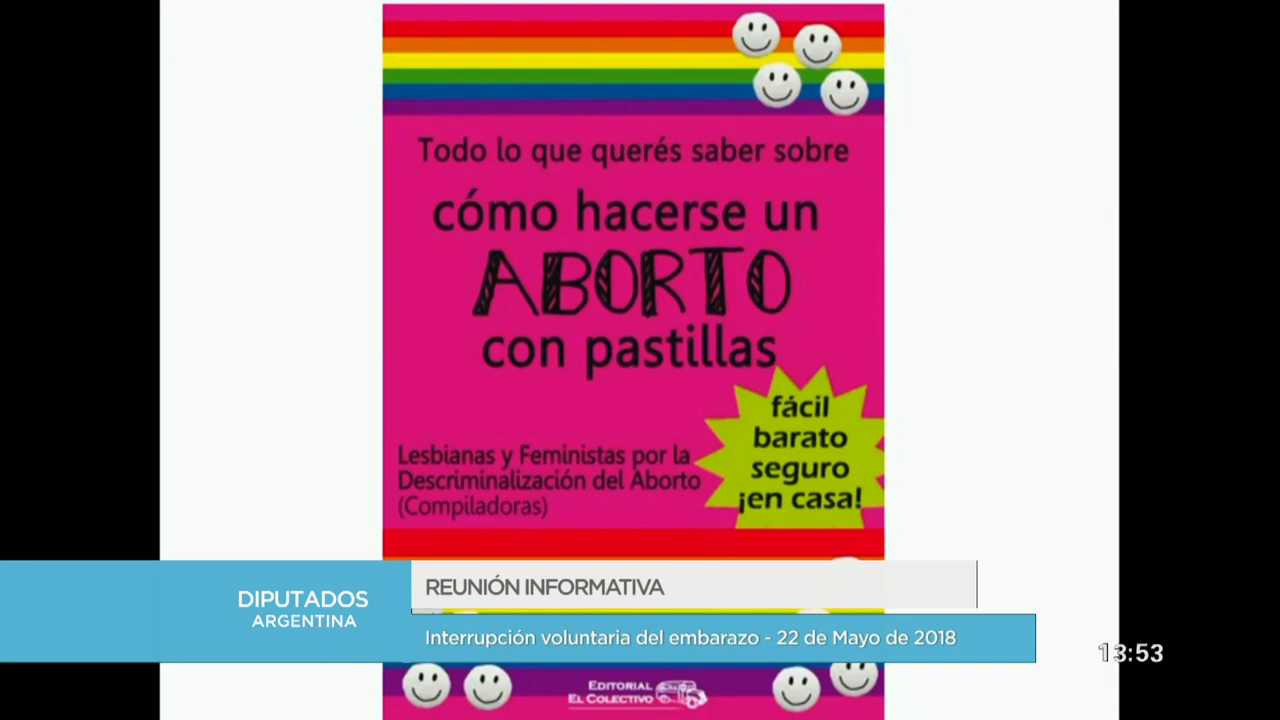 Todo lo que querés saber sobre
cómo hacerse un
ABORTO
con pastillas
fácil
barato
seguro
¡en casa!
Lesbianas y Feministas por la
Descriminalización del Aborto
(Compiladoras)
DIPUTADOS
ARGENTINA
REUNIÓN INFORMATIVA
Interrupción voluntaria del embarazo - 22 de Mayo de 2018
13:53
EDITORIAL
EL COLECTIVO